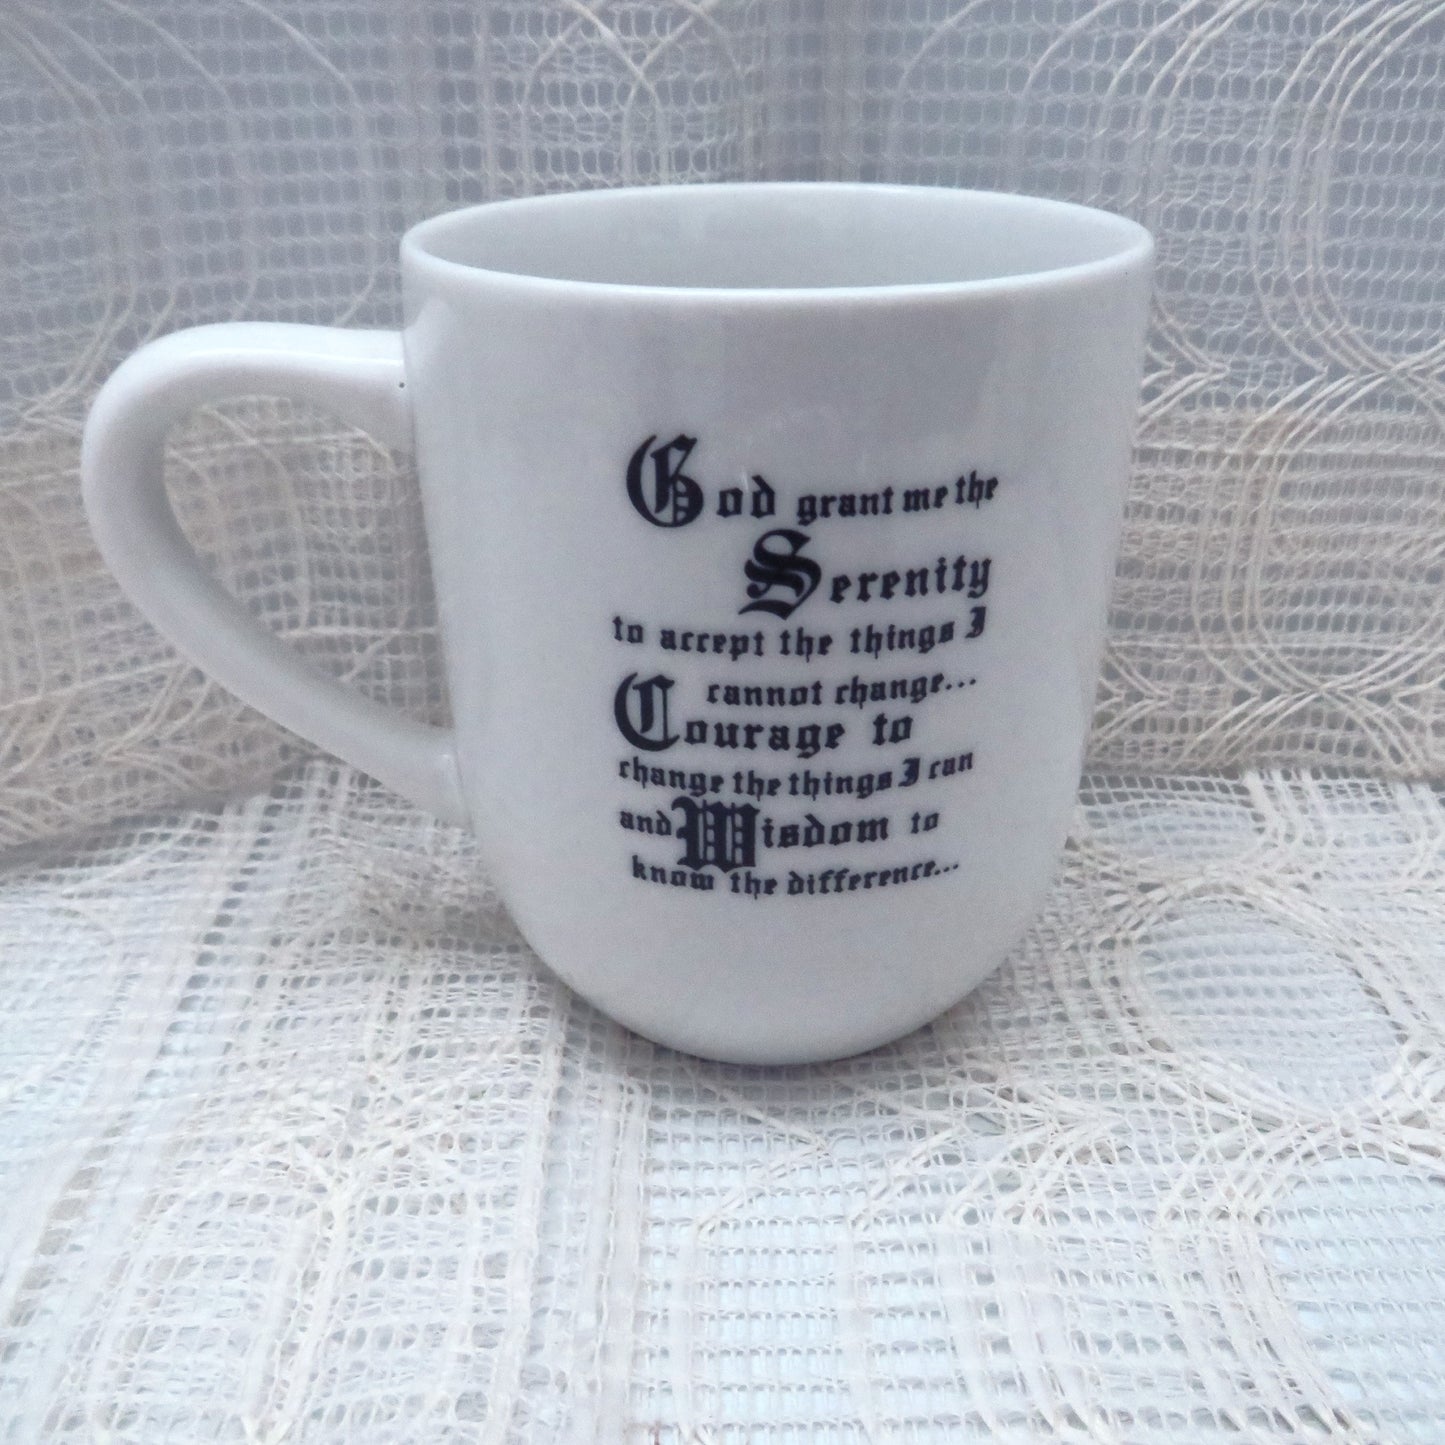 God grant me the
Serenity
to accept the things I
cannot change...
Courage to
change the things I can
and Wisdom to
know the difference...